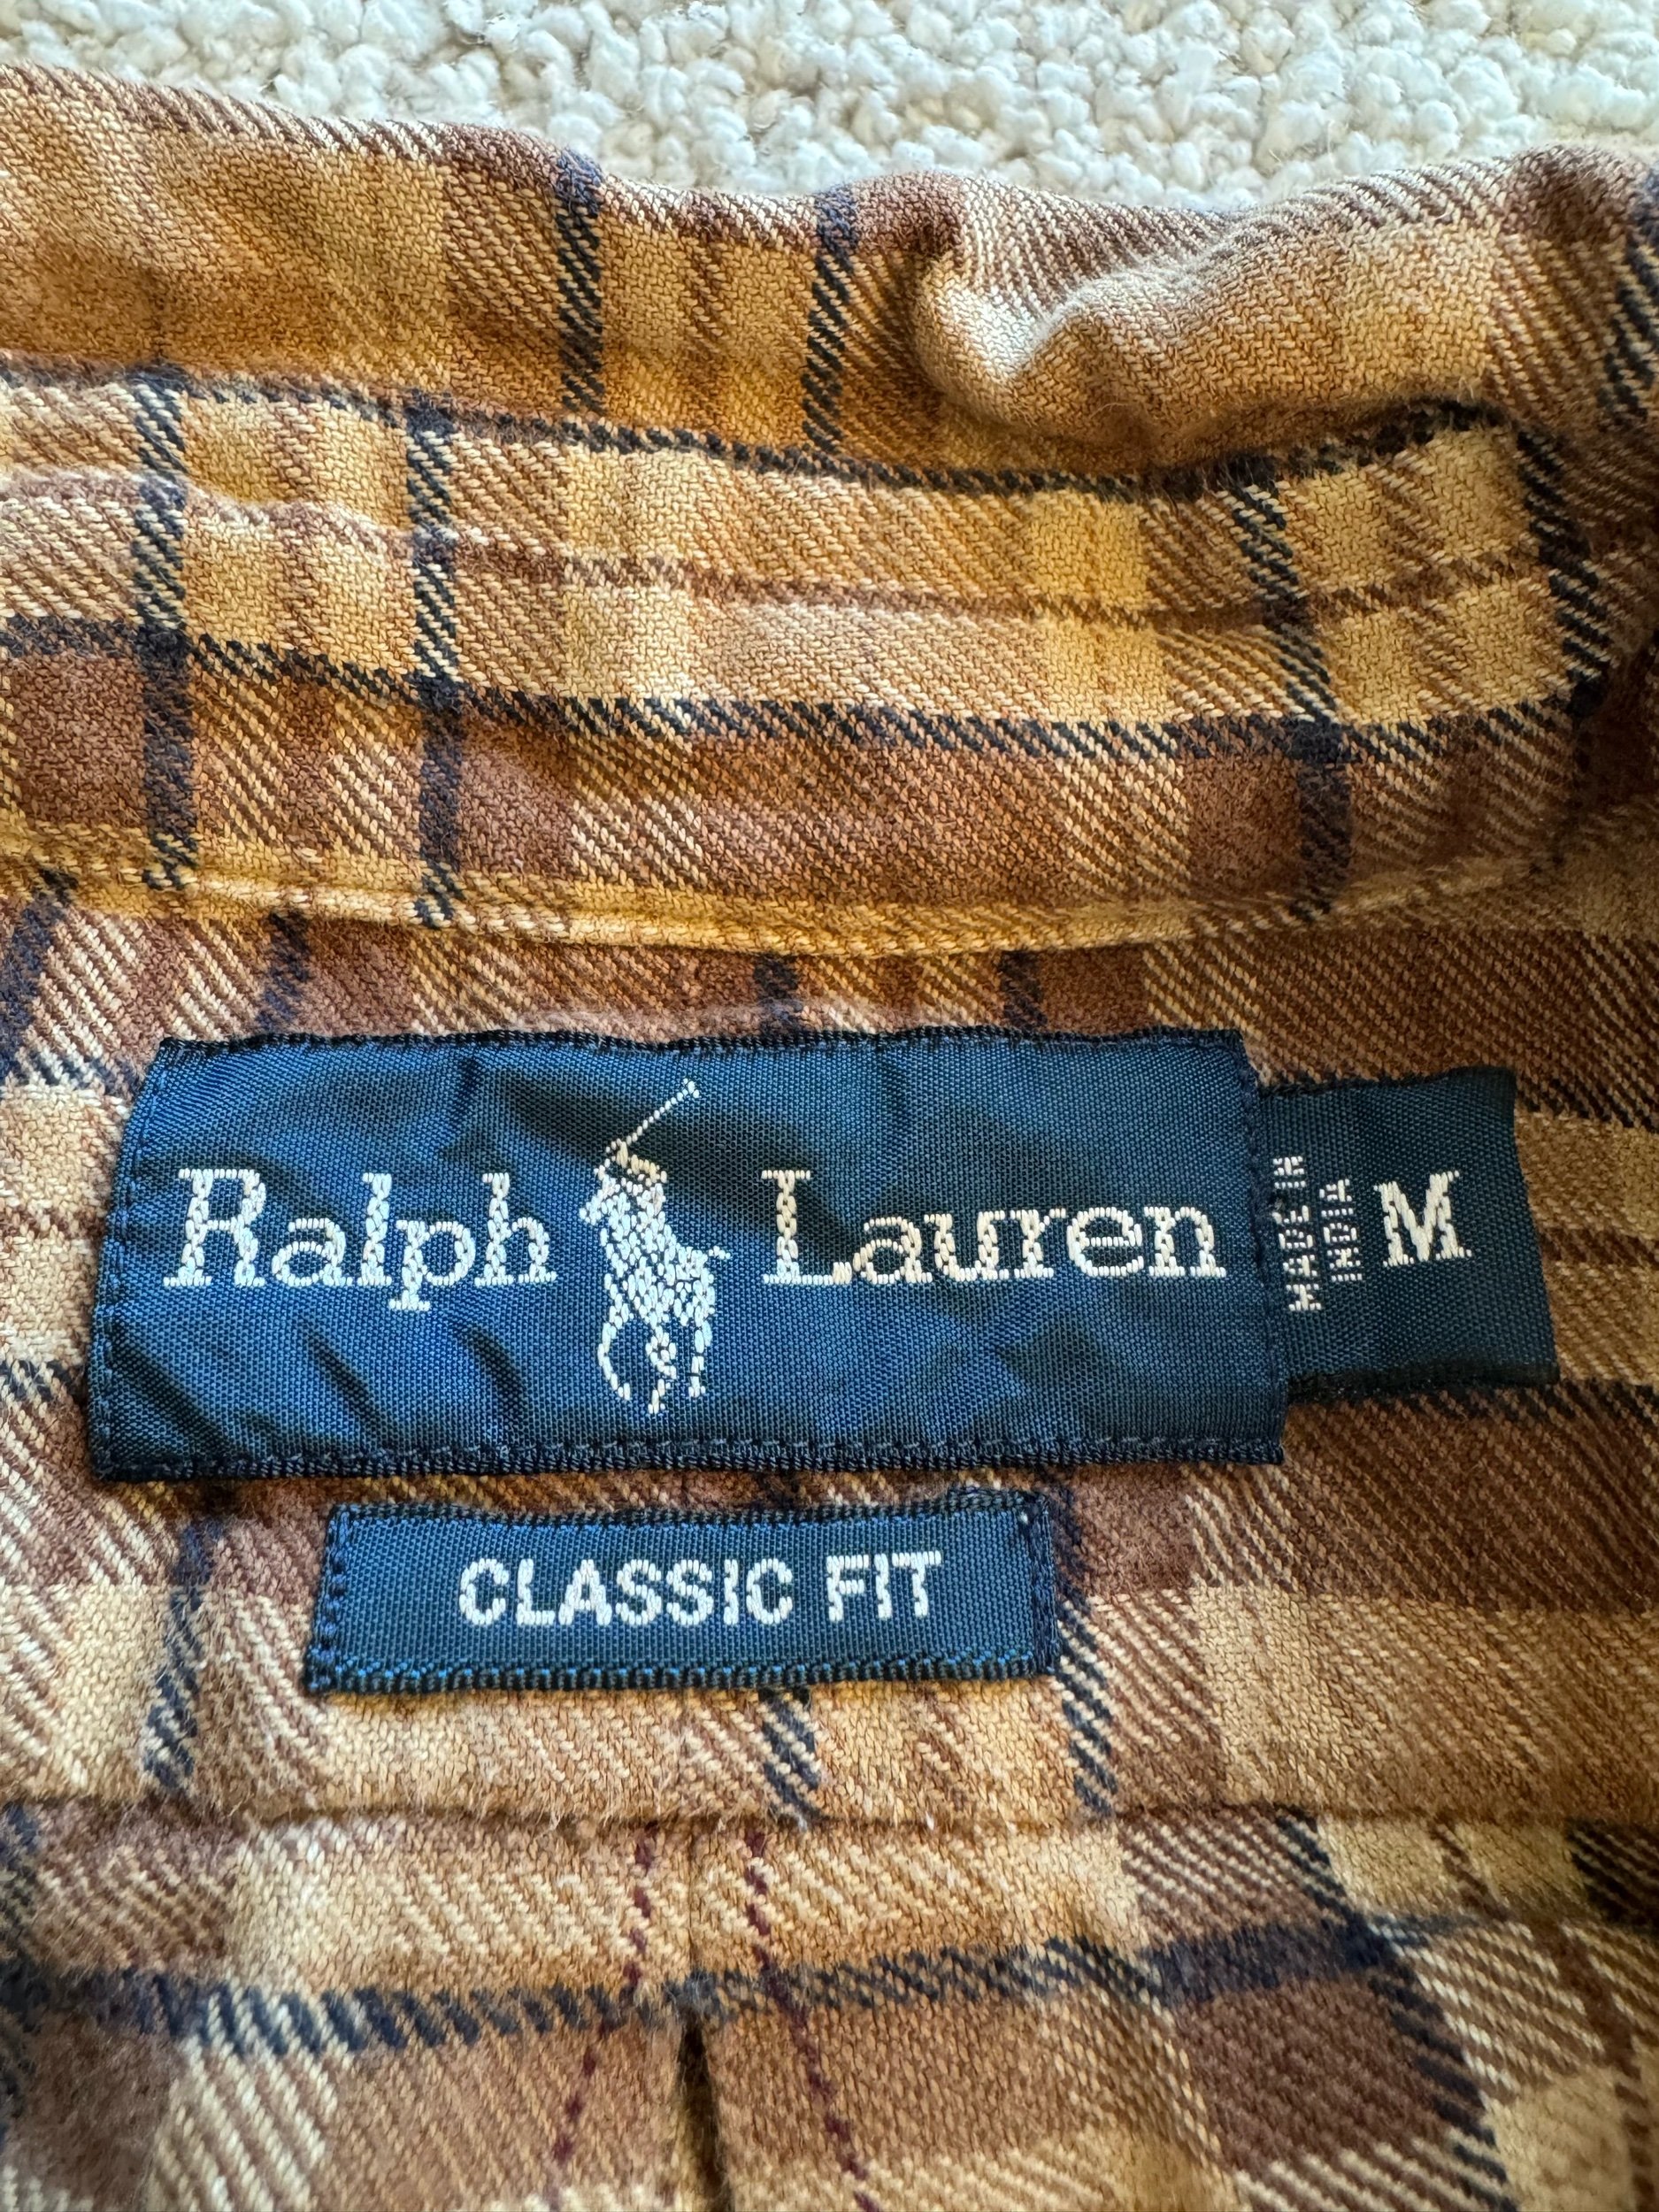 Ralph Lauren
MADE IN
INDIA
M
CLASSIC FIT